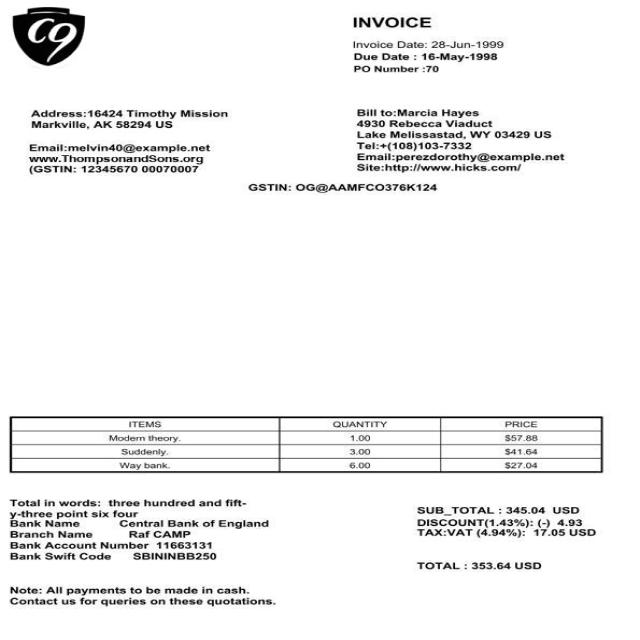 C9
INVOICE
Invoice Date: 28-Jun-1999
Due Date : 16-May-1998
PO Number :70
Address:16424 Timothy Mission
Markville, AK 58294 US
Email:melvin40@example.net
www.ThompsonandSons.org
(GSTIN: 12345670 00070007
Bill to:Marcia Hayes
4930 Rebecca Viaduct
Lake Melissastad, WY 03429 US
Tel:+(108)103-7332
Email:perezdorothy@example.net
Site:http://www.hicks.com/
GSTIN: OG@AAMFCO376K124
ITEMS QUANTITY PRICE
Modern theory. 1.00 $57.88
Suddenly. 3.00 $41.64
Way bank. 6.00 $27.04
Total in words: three hundred and fift-
y-three point six four
Bank Name Central Bank of England
Branch Name Raf CAMP
Bank Account Number 11663131
Bank Swift Code SBININBB250
SUB_TOTAL : 345.04 USD
DISCOUNT(1.43%): (-) 4.93
TAX:VAT (4.94%): 17.05 USD
TOTAL : 353.64 USD
Note: All payments to be made in cash.
Contact us for queries on these quotations.